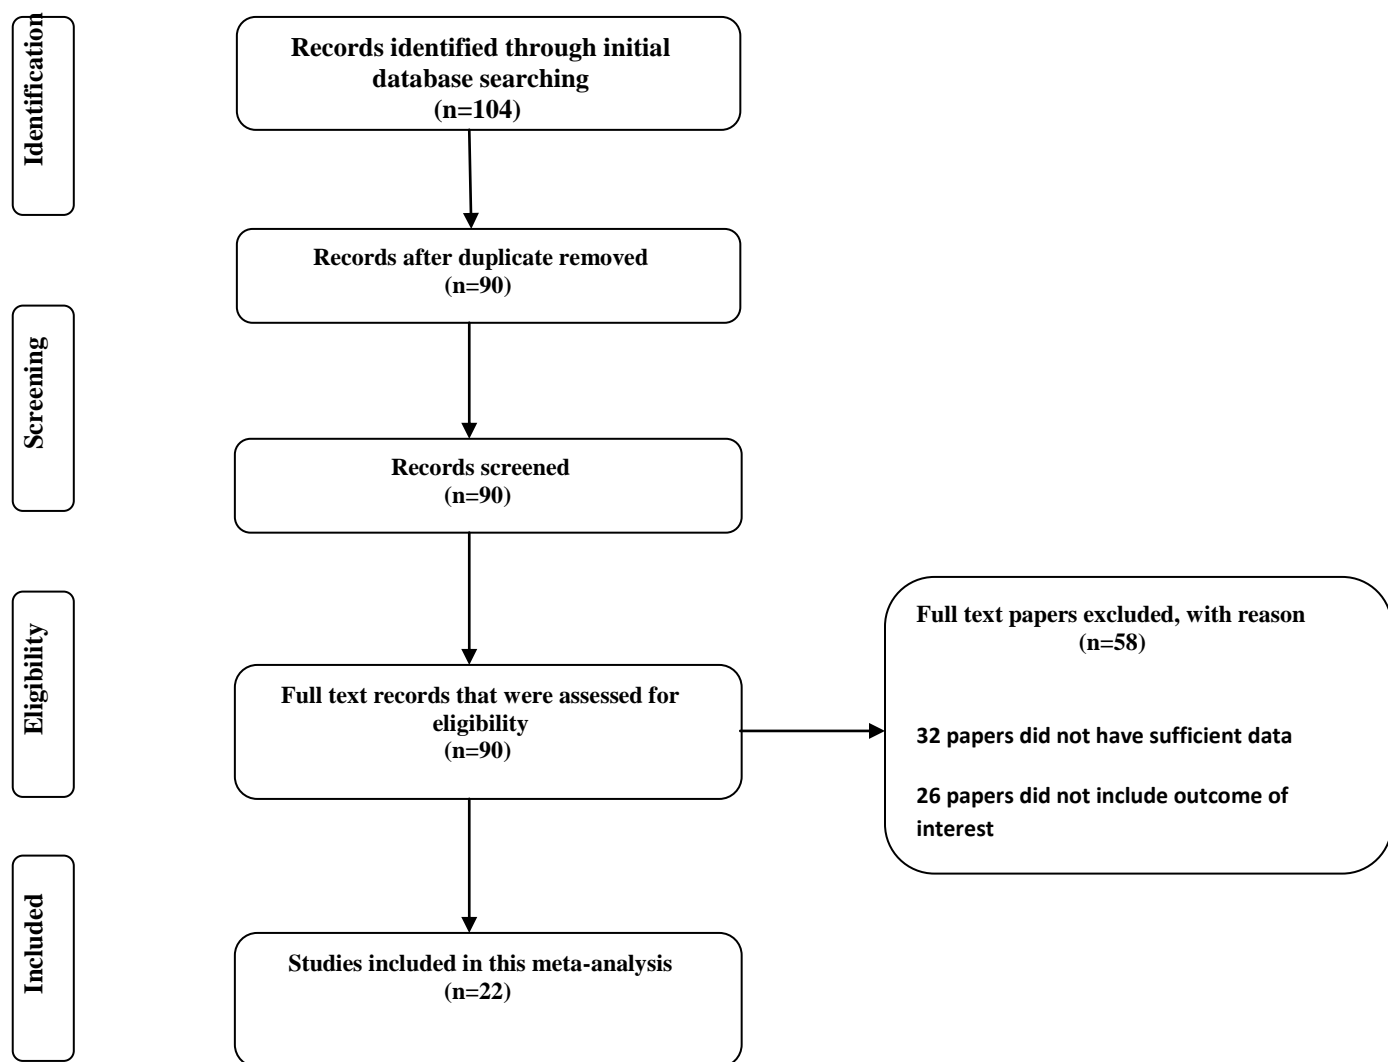 Identification
Records identified through initial
database searching
(n=104)
Records after duplicate removed
(n=90)
Screening
Records screened
(n=90)
Eligibility
Full text records that were assessed for
eligibility
(n=90)
Full text papers excluded, with reason
(n=58)
32 papers did not have sufficient data
26 papers did not include outcome of
interest
Included
Studies included in this meta-analysis
(n=22)